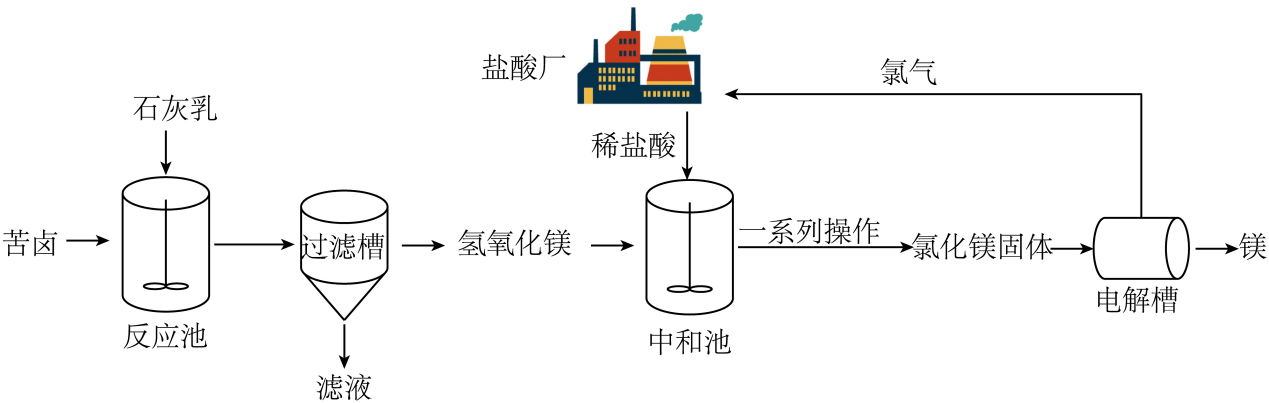 盐酸厂
氯气
石灰乳
稀盐酸
苦卤
过滤槽
氢氧化镁
一系列操作
氯化镁固体
镁
反应池
中和池
电解槽
滤液